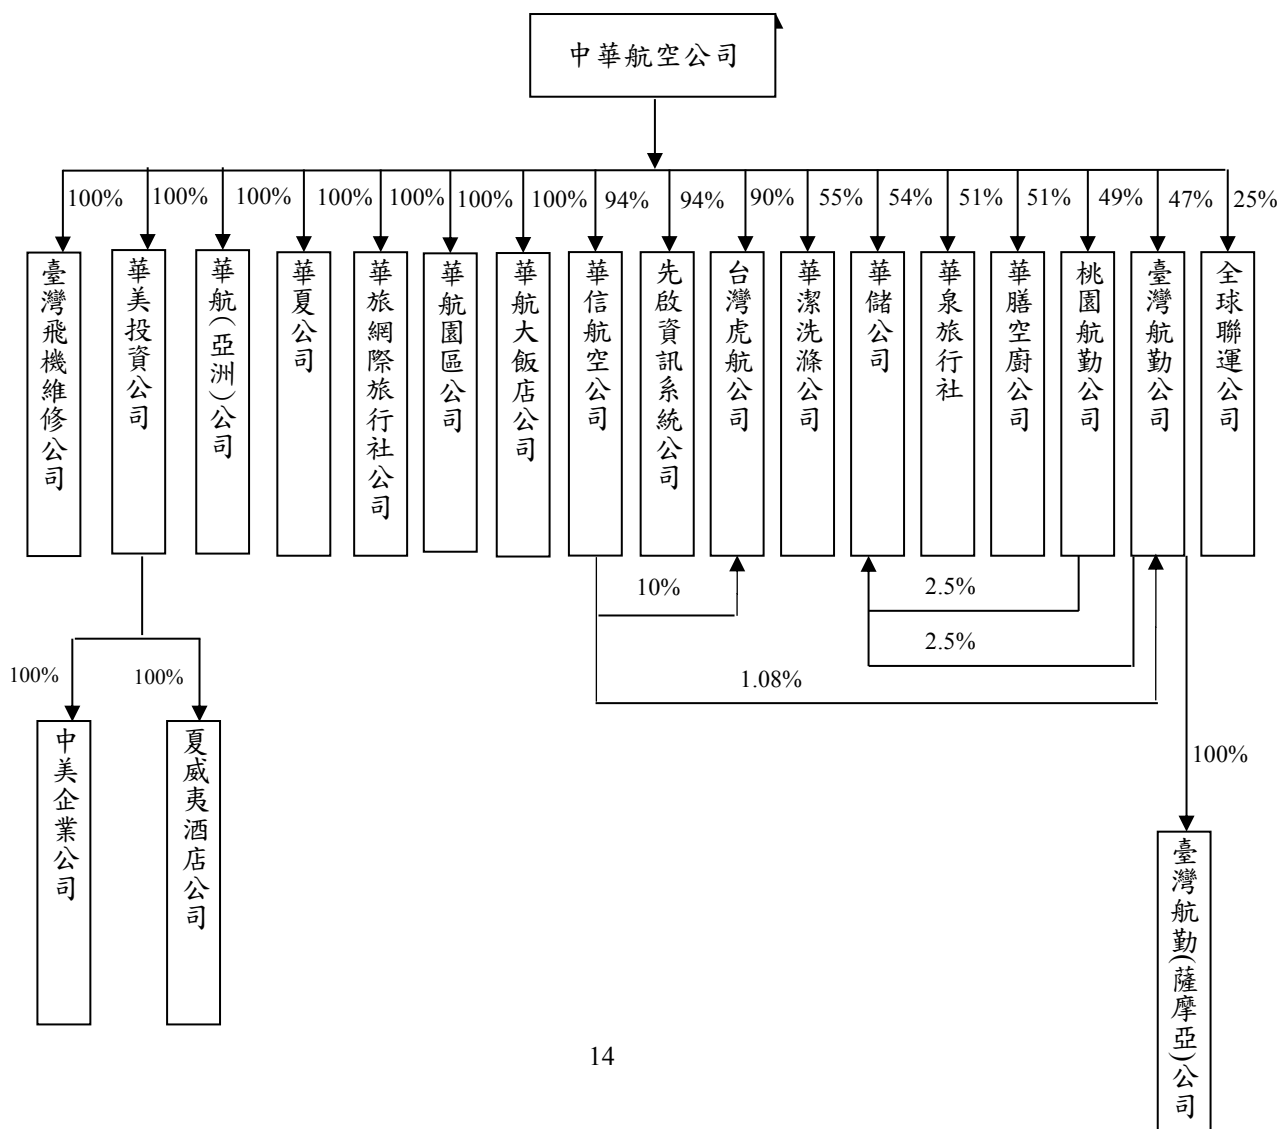 中華航空公司
100%
100%
100%
100%
100%
100%
100%
94%
94%
90%
55%
54%
51%
51%
49%
47%
25%
臺灣飛機維修公司
華美投資公司
華航(亞洲)公司
華夏公司
華旅網際旅行社公司
華航園區公司
華航大飯店公司
華信航空公司
先啟資訊系統公司
台灣虎航公司
華潔洗滌公司
華儲公司
華泉旅行社
華膳空廚公司
桃園航勤公司
臺灣航勤公司
全球聯運公司
10%
2.5%
2.5%
1.08%
100%
100%
100%
中美企業公司
夏威夷酒店公司
臺灣航勤(薩摩亞)公司
14